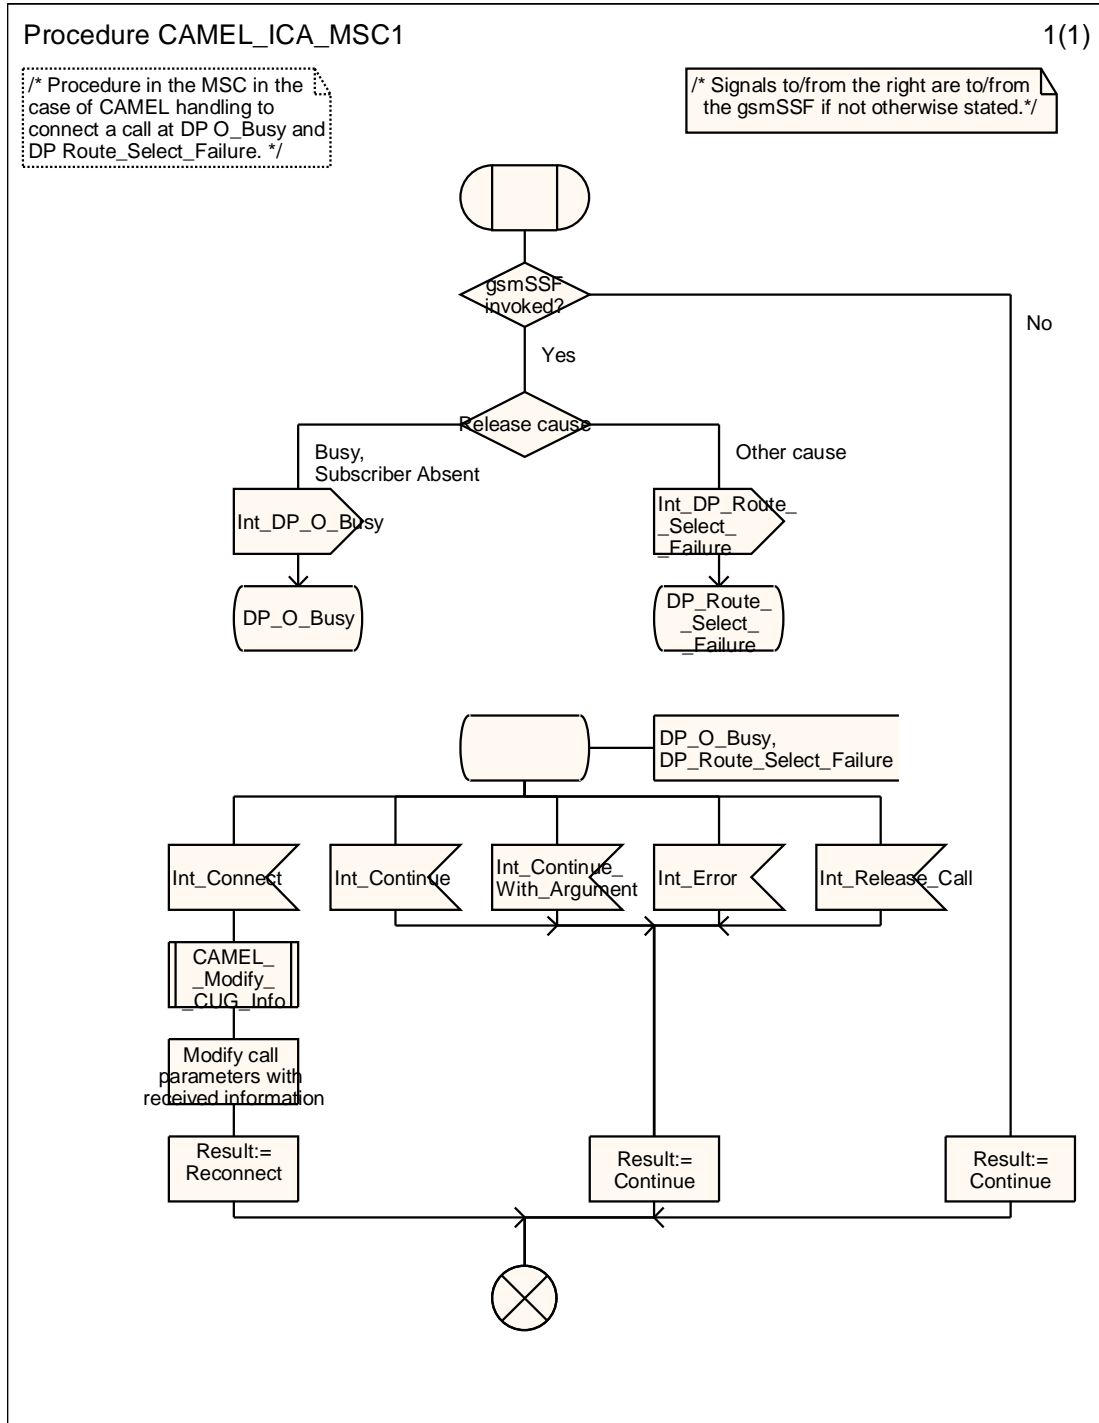 Procedure CAMEL_ICA_MSC1
1(1)
/* Procedure in the MSC in the
case of CAMEL handling to
connect a call at DP O_Busy and
DP Route_Select_Failure. */
/* Signals to/from the right are to/from
the gsmSSF if not otherwise stated.*/
gsmSSF
invoked?
No
Yes
Release cause
Busy,
Subscriber Absent
Other cause
Int_DP_O_Busy
Int_DP_Route_
_Select_
_Failure
DP_O_Busy
DP_Route_
_Select_
_Failure
DP_O_Busy,
DP_Route_Select_Failure
Int_Connect
Int_Continue
Int_Continue_
With_Argument
Int_Error
Int_Release_Call
CAMEL_
_Modify_
_CUG_Info
Modify call
parameters with
received information
Result:=
Reconnect
Result:=
Continue
Result:=
Continue